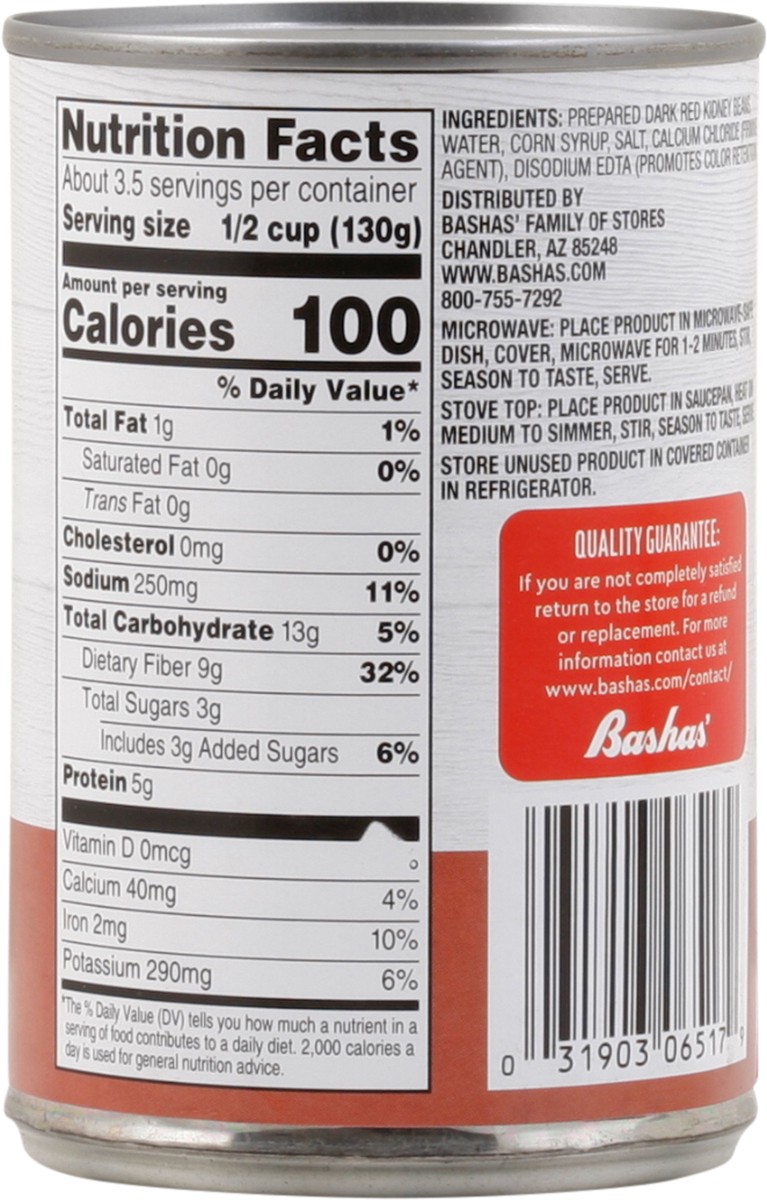 Nutrition Facts
About 3.5 servings per container
Serving size 1/2 cup (130g)
Amount per serving
Calories 100
% Daily Value*
Total Fat 1g 1%
Saturated Fat 0g 0%
Trans Fat 0g
Cholesterol 0mg 0%
Sodium 250mg 11%
Total Carbohydrate 13g 5%
Dietary Fiber 9g 32%
Total Sugars 3g
Includes 3g Added Sugars 6%
Protein 5g
Vitamin D 0mcg
Calcium 40mg 4%
Iron 2mg 10%
Potassium 290mg 6%
*The % Daily Value (DV) tells you how much a nutrient in a
serving of food contributes to a daily diet. 2,000 calories a
day is used for general nutrition advice.
INGREDIENTS: PREPARED DARK RED KIDNEY BEANS,
WATER, CORN SYRUP, SALT, CALCIUM CHLORIDE
AGENT), DISODIUM EDTA (PROMOTES COLOR
DISTRIBUTED BY
BASHAS' FAMILY OF STORES
CHANDLER, AZ 85248
WWW.BASHAS.COM
800-755-7292
MICROWAVE: PLACE PRODUCT IN MICROWAVE-SAFE
DISH, COVER, MICROWAVE FOR 1-2 MINUTES, STIR,
SEASON TO TASTE, SERVE.
STOVE TOP: PLACE PRODUCT IN SAUCEPAN, HEAT ON
MEDIUM TO SIMMER, STIR, SEASON TO TASTE,
STORE UNUSED PRODUCT IN COVERED CONTAINER
IN REFRIGERATOR.
QUALITY GUARANTEE:
If you are not completely satisfied
return to the store for a refund
or replacement. For more
information contact us at
www.bashas.com/contact/
Bashas'
0 31903 06517 9